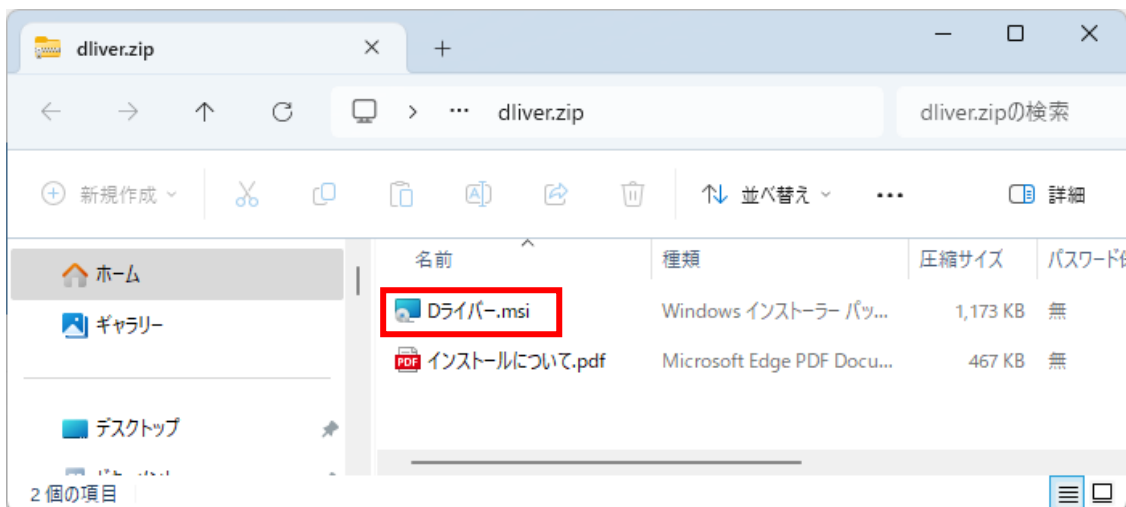 dliver.zip
dliver.zip
dliver.zipの検索
新規作成
並べ替え
詳細
名前 種類 圧縮サイズ
ホーム
Dライバー.msi Windows インストーラー パッ... 1,173 KB 無
ギャラリー
PDF インストールについて.pdf Microsoft Edge PDF Docu... 467 KB 無
デスクトップ
2 個の項目